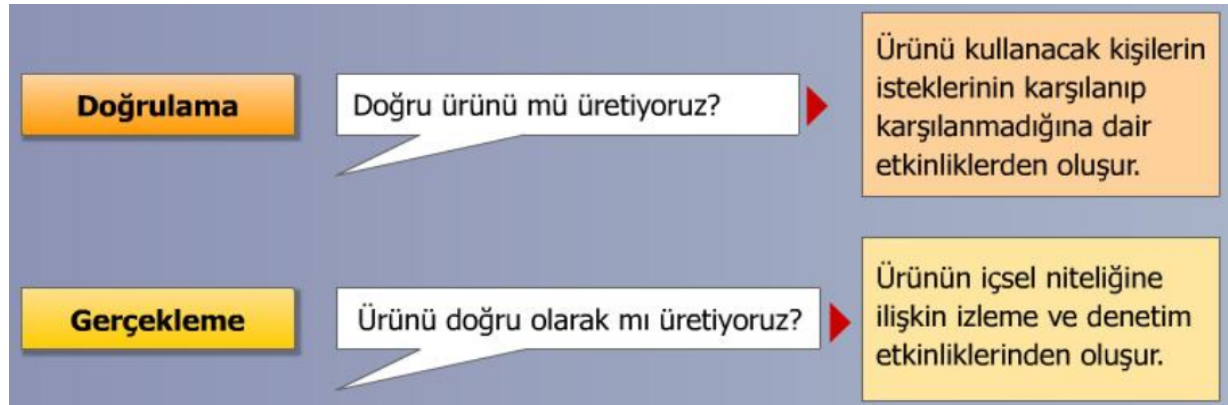 Doğrulama
Doğru ürünü mü üretiyoruz?
Ürünü kullanacak kişilerin
isteklerinin karşılanıp
karşılanmadığına dair
etkinliklerden oluşur.
Gerçekleme
Ürünü doğru olarak mı üretiyoruz?
Ürünün içsel niteliğine
ilişkin izleme ve denetim
etkinliklerinden oluşur.